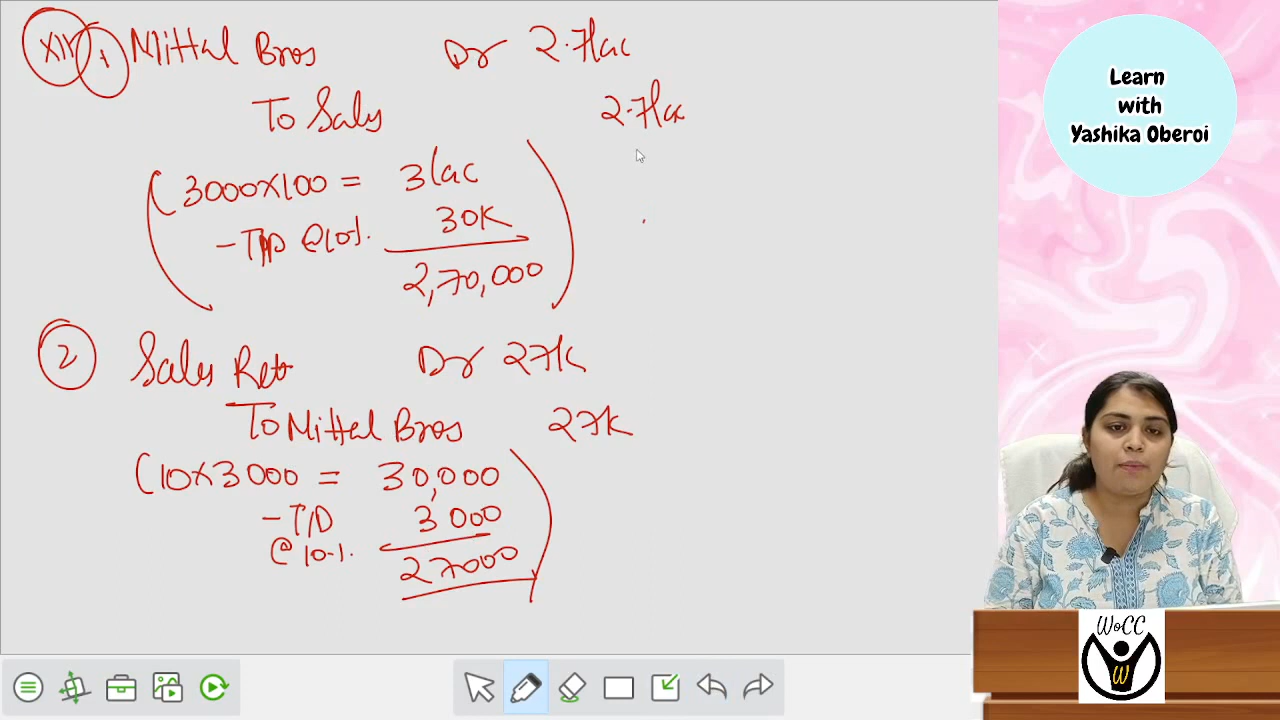 XII 1 Mittal Bros Dr 2.7lac
To Sales 2.7lac
(3000×100 = 3lac
- T/D @10%. 30K
2,70,000)
2 Sales Ret Dr 27K
To Mittal Bros 27K
(10×3000 = 30,000
- T/D 3000
@10%.
27000)
Learn
with
Yashika Oberoi
WoCC
W